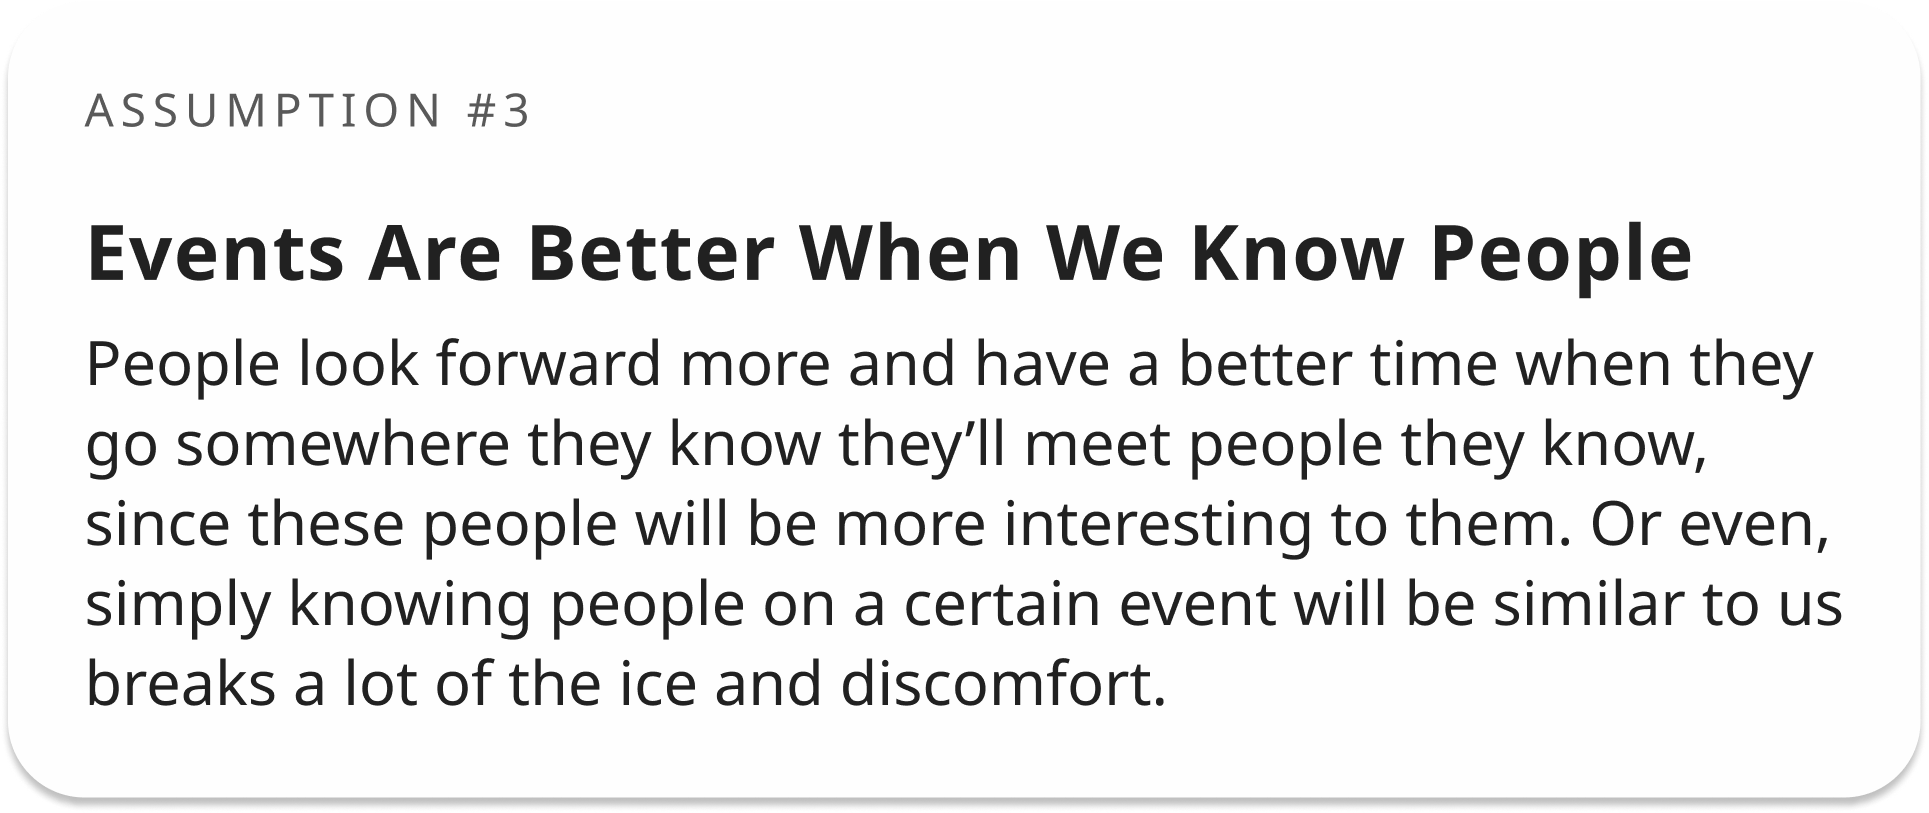 ASSUMPTION #3
Events Are Better When We Know People
People look forward more and have a better time when they
go somewhere they know they’ll meet people they know,
since these people will be more interesting to them. Or even,
simply knowing people on a certain event will be similar to us
breaks a lot of the ice and discomfort.